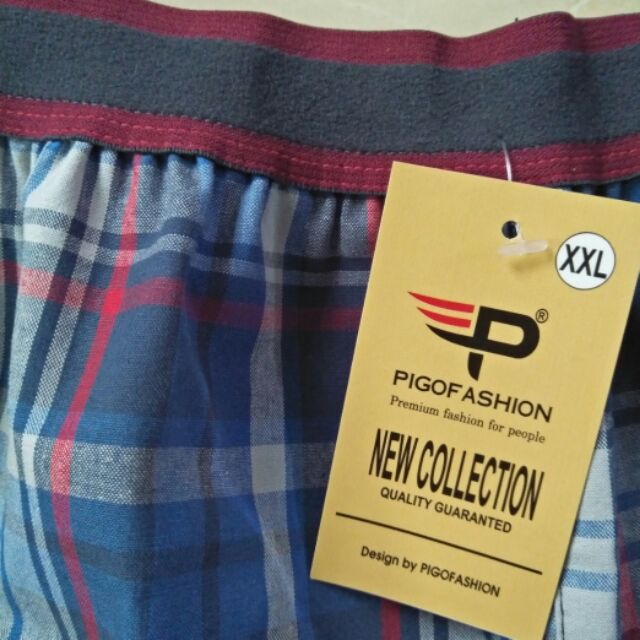 XXL
P®
PIGOFASHION
Premium fashion for people
NEW COLLECTION
QUALITY GUARANTED
Design by PIGOFASHION